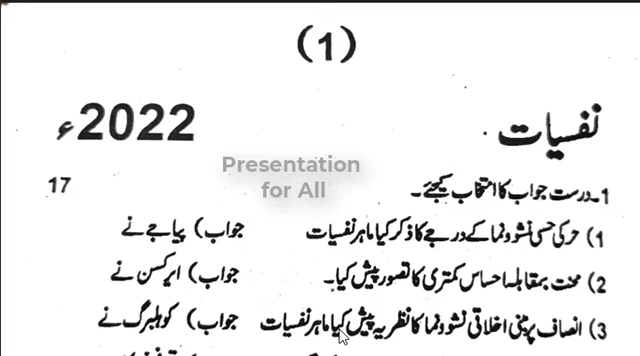 (1)
نفسیات 2022ء
Presentation
for All
1۔درست جواب کا انتخاب کیجئے۔ 17
1) حرکی حسی نشوونما کے درجے کا ذکر کیا ماہر نفسیات جواب) پیاجے نے
2) محنت بمقابلہ احساس کمتری کا تصور پیش کیا۔ جواب) ایرکسن نے
3) انصاف پر مبنی اخلاقی نشوونما کا نظریہ پیش کیا ماہر نفسیات جواب) کوہلبرگ نے